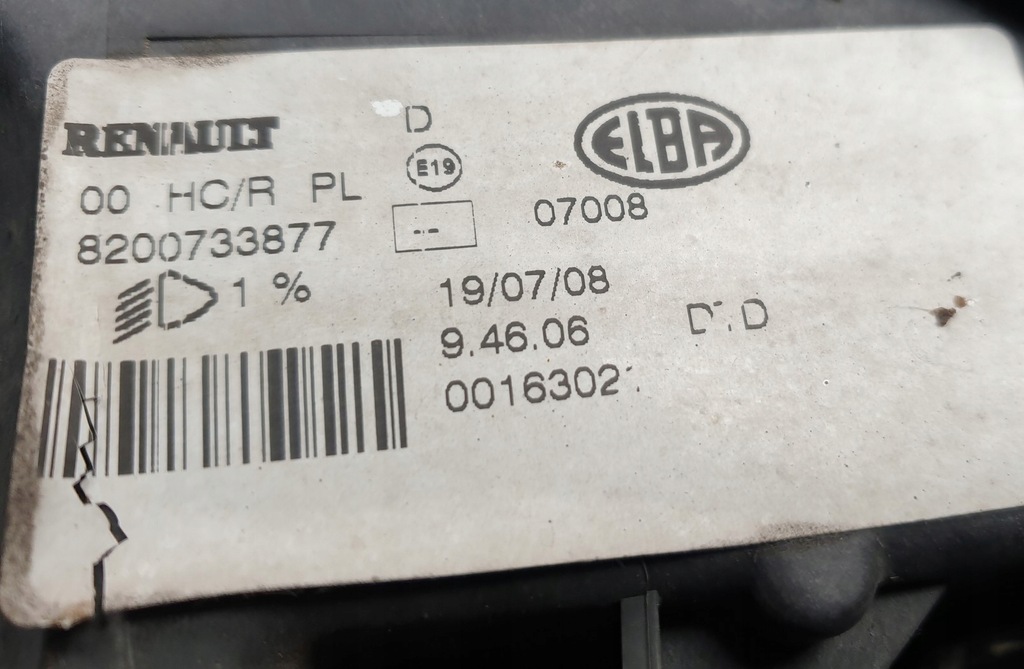 RENAULT
D
ELBA
E19
00 HC/R PL
07008
8200733877
--
1 %
19/07/08
9.46.06
0016302